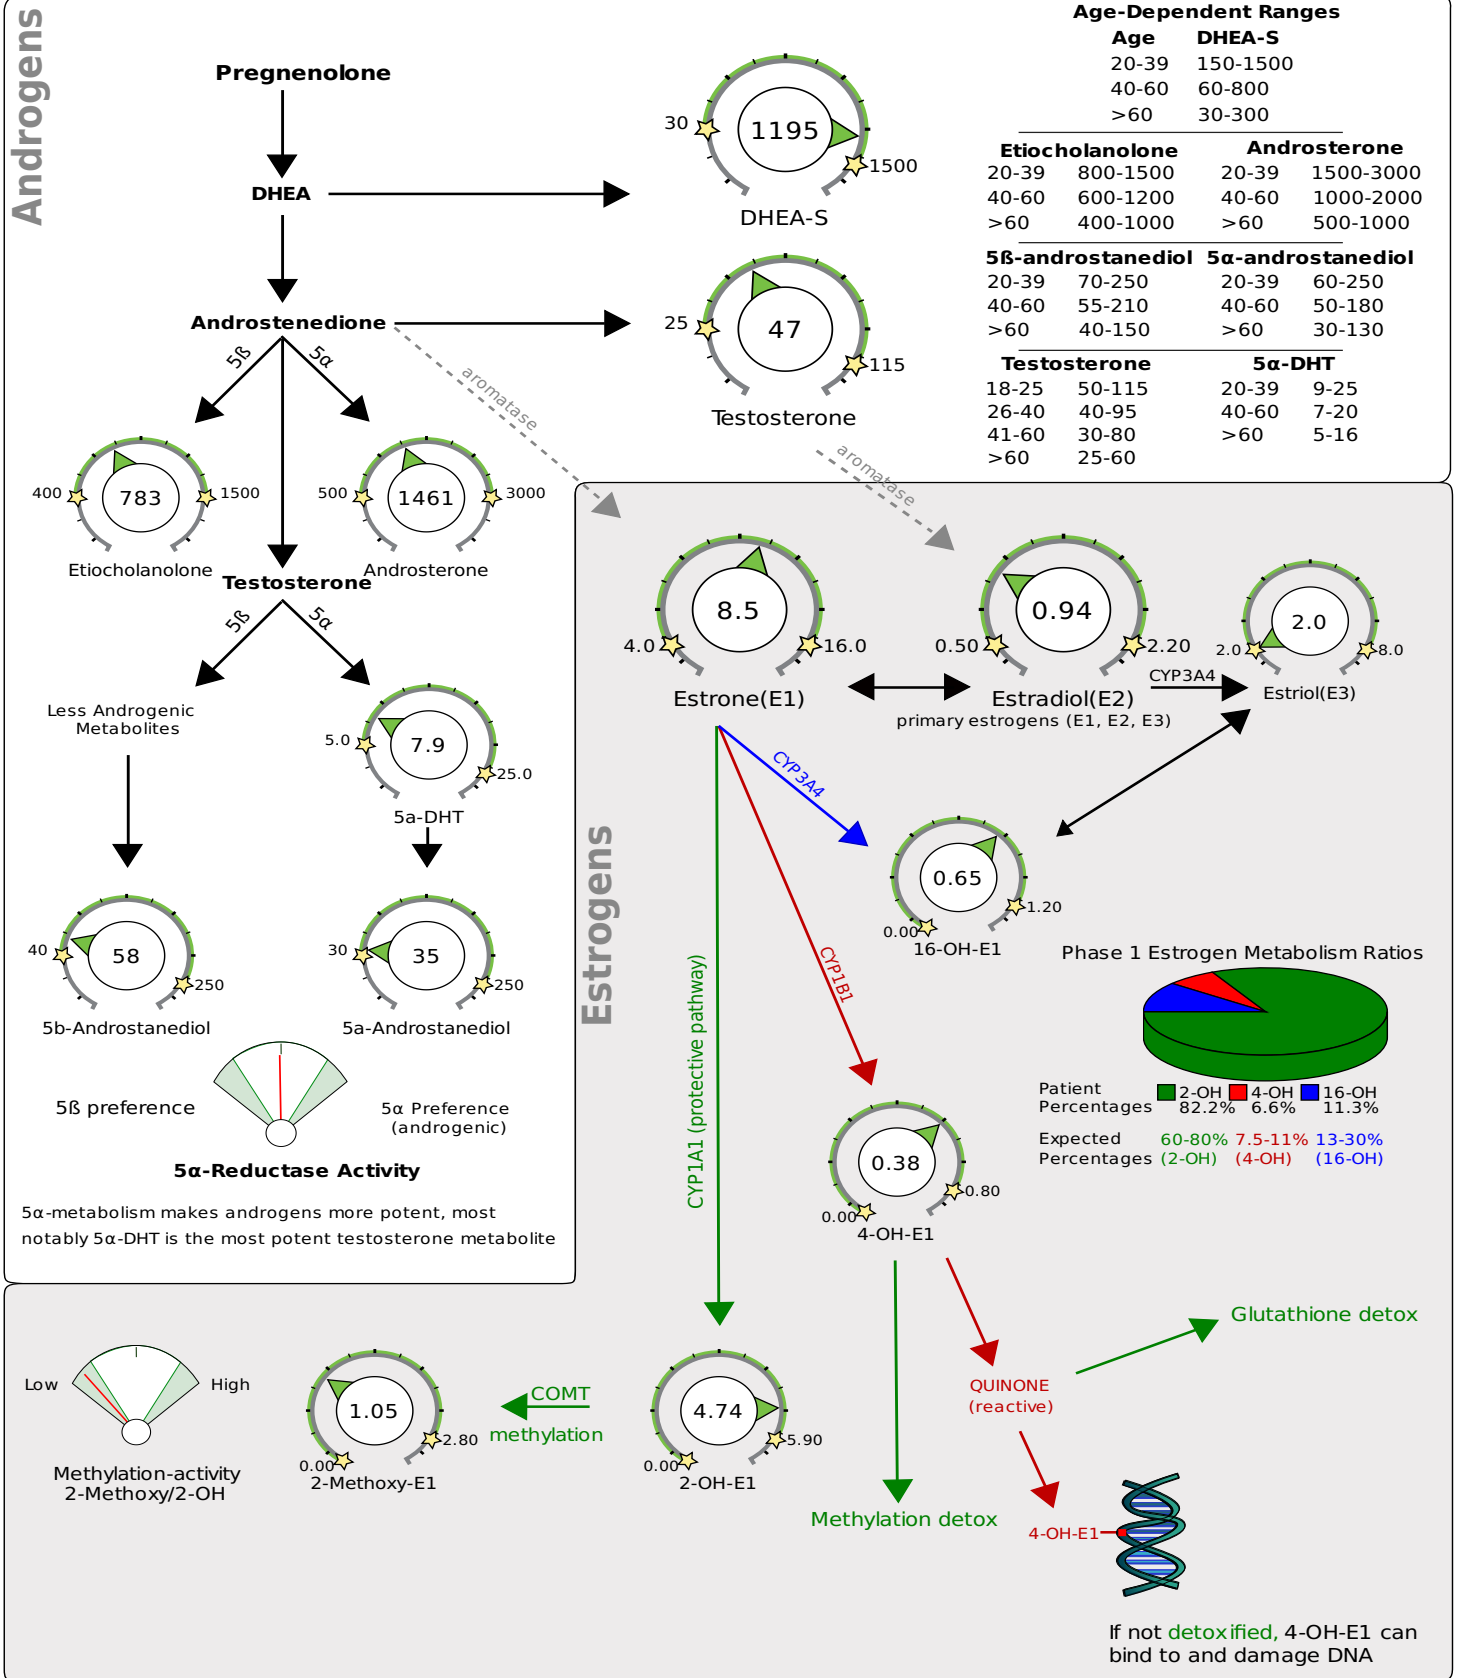 Androgens
Pregnenolone
DHEA
Androstenedione
5ß
5α
aromatase
30
1195
1500
DHEA-S
25
47
115
Testosterone
aromatase
Age-Dependent Ranges
Age DHEA-S
20-39 150-1500
40-60 60-800
>60 30-300
Etiocholanolone Androsterone
20-39 800-1500 20-39 1500-3000
40-60 600-1200 40-60 1000-2000
>60 400-1000 >60 500-1000
5ß-androstanediol 5α-androstanediol
20-39 70-250 20-39 60-250
40-60 55-210 40-60 50-180
>60 40-150 >60 30-130
Testosterone 5α-DHT
18-25 50-115 20-39 9-25
26-40 40-95 40-60 7-20
41-60 30-80 >60 5-16
>60 25-60
400
783
1500
Etiocholanolone
500
1461
3000
Androsterone
Testosterone
5ß
5α
Less Androgenic
Metabolites
5.0
7.9
25.0
5a-DHT
40
58
250
5b-Androstanediol
30
35
250
5a-Androstanediol
5ß preference
5α Preference
(androgenic)
5α-Reductase Activity
5α-metabolism makes androgens more potent, most
notably 5α-DHT is the most potent testosterone metabolite
Estrogens
4.0
8.5
16.0
Estrone(E1)
0.50
0.94
2.20
Estradiol(E2)
primary estrogens (E1, E2, E3)
CYP3A4
2.0
2.0
8.0
Estriol(E3)
CYP3A4
CYP1B1
CYP1A1 (protective pathway)
0.00
0.65
1.20
16-OH-E1
Phase 1 Estrogen Metabolism Ratios
Patient
Percentages
2-OH 4-OH 16-OH
82.2% 6.6% 11.3%
Expected
Percentages
60-80% 7.5-11% 13-30%
(2-OH) (4-OH) (16-OH)
0.00
0.38
0.80
4-OH-E1
Low
High
Methylation-activity
2-Methoxy/2-OH
0.00
1.05
2.80
2-Methoxy-E1
COMT
methylation
0.00
4.74
5.90
2-OH-E1
QUINONE
(reactive)
Glutathione detox
Methylation detox
4-OH-E1
If not detoxified, 4-OH-E1 can
bind to and damage DNA